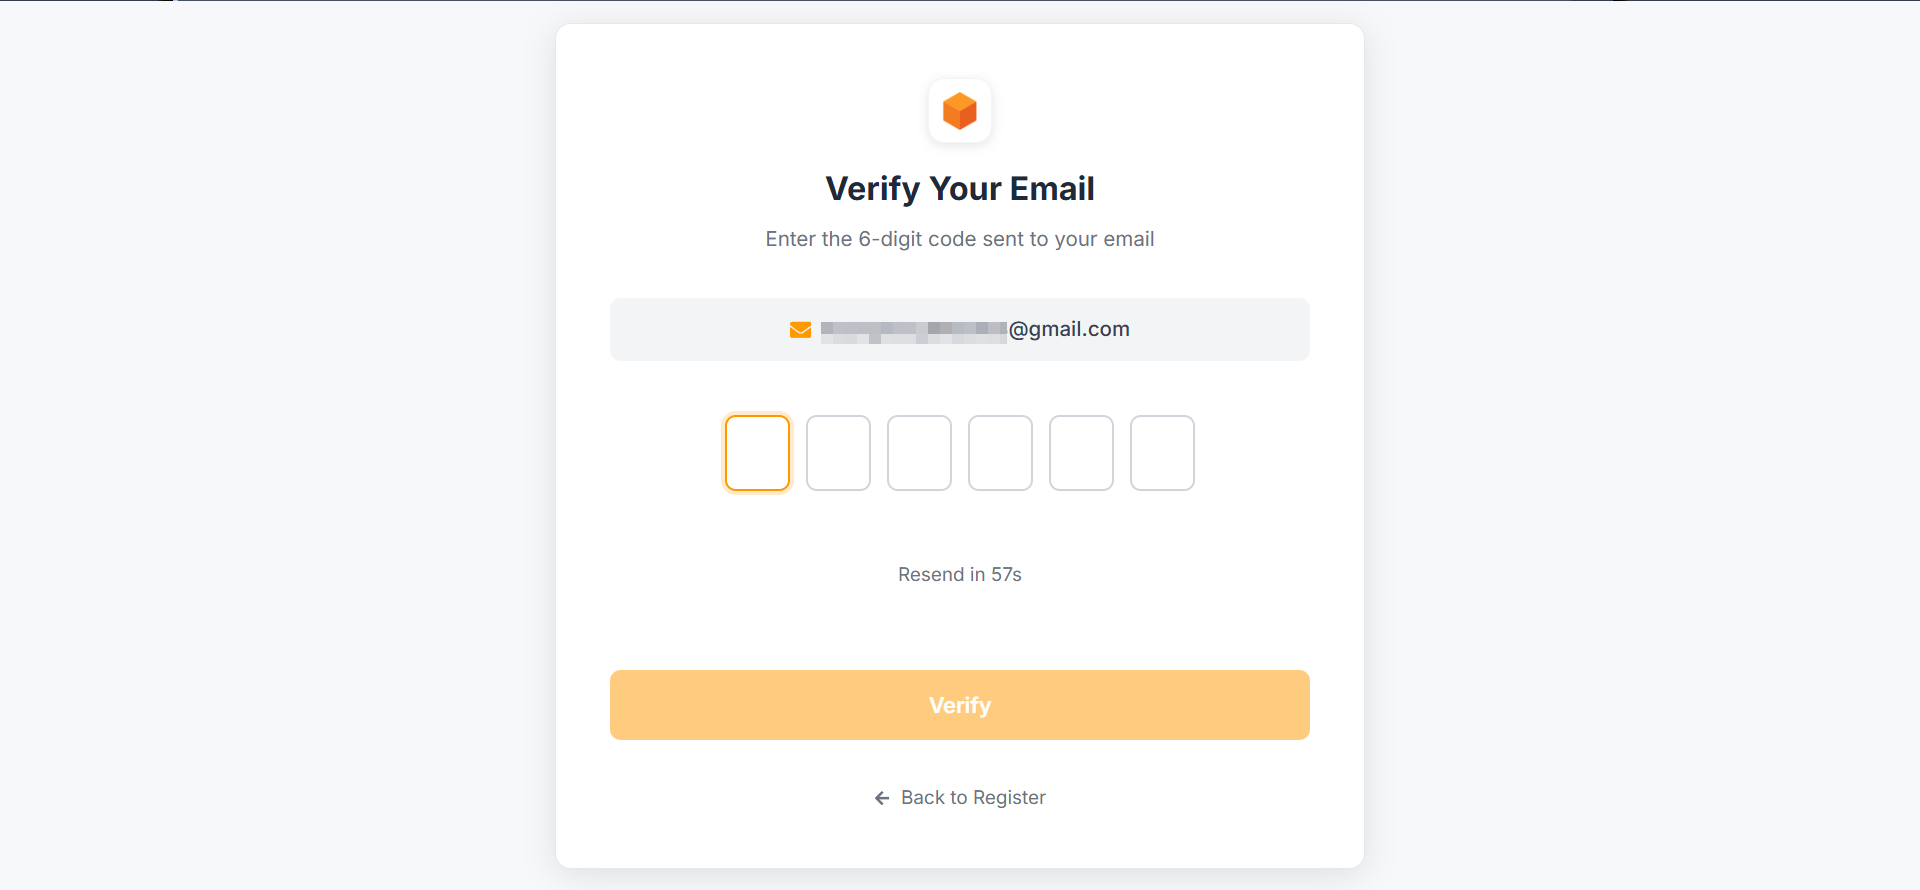 Verify Your Email
Enter the 6-digit code sent to your email
@gmail.com
Resend in 57s
Verify
Back to Register